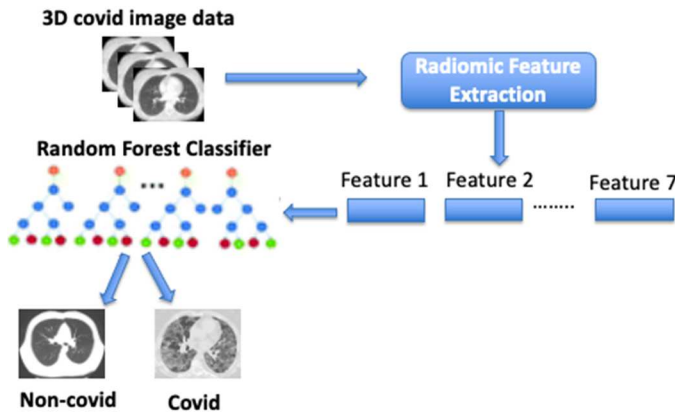 3D covid image data
Radiomic Feature
Extraction
Random Forest Classifier
...
Feature 1
Feature 2
........
Feature 7
Non-covid
Covid